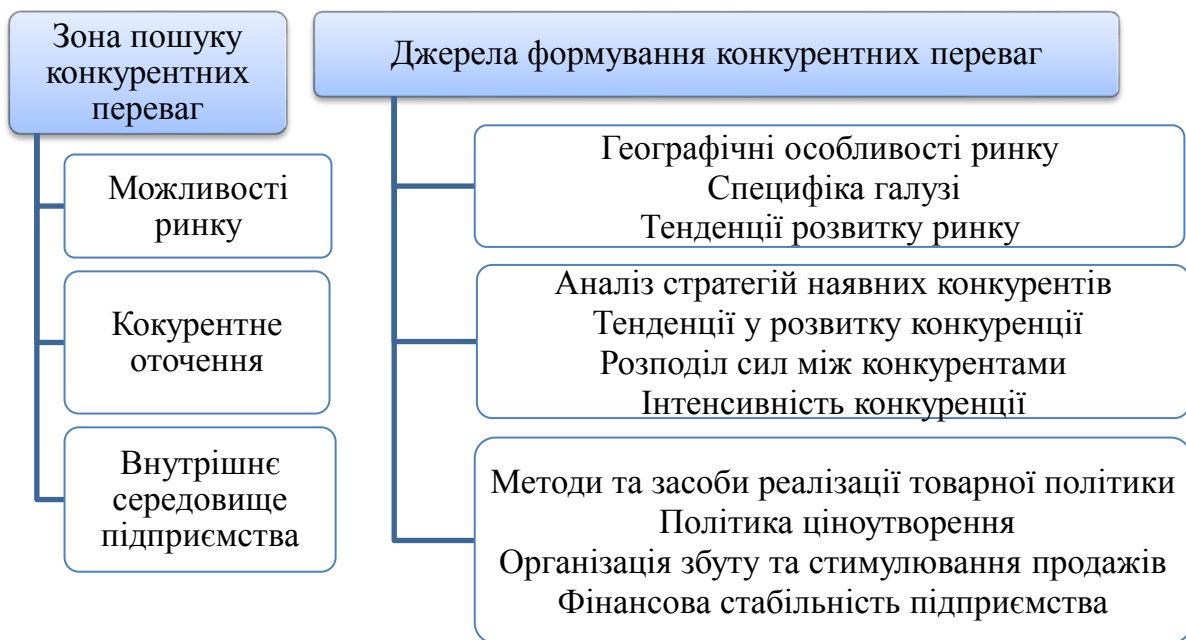 Зона пошуку
конкурентних
переваг
Джерела формування конкурентних переваг
Можливості
ринку
Географічні особливості ринку
Специфіка галузі
Тенденції розвитку ринку
Кокурентне
оточення
Аналіз стратегій наявних конкурентів
Тенденції у розвитку конкуренції
Розподіл сил між конкурентами
Інтенсивність конкуренції
Внутрішнє
середовище
підприємства
Методи та засоби реалізації товарної політики
Політика ціноутворення
Організація збуту та стимулювання продажів
Фінансова стабільність підприємства